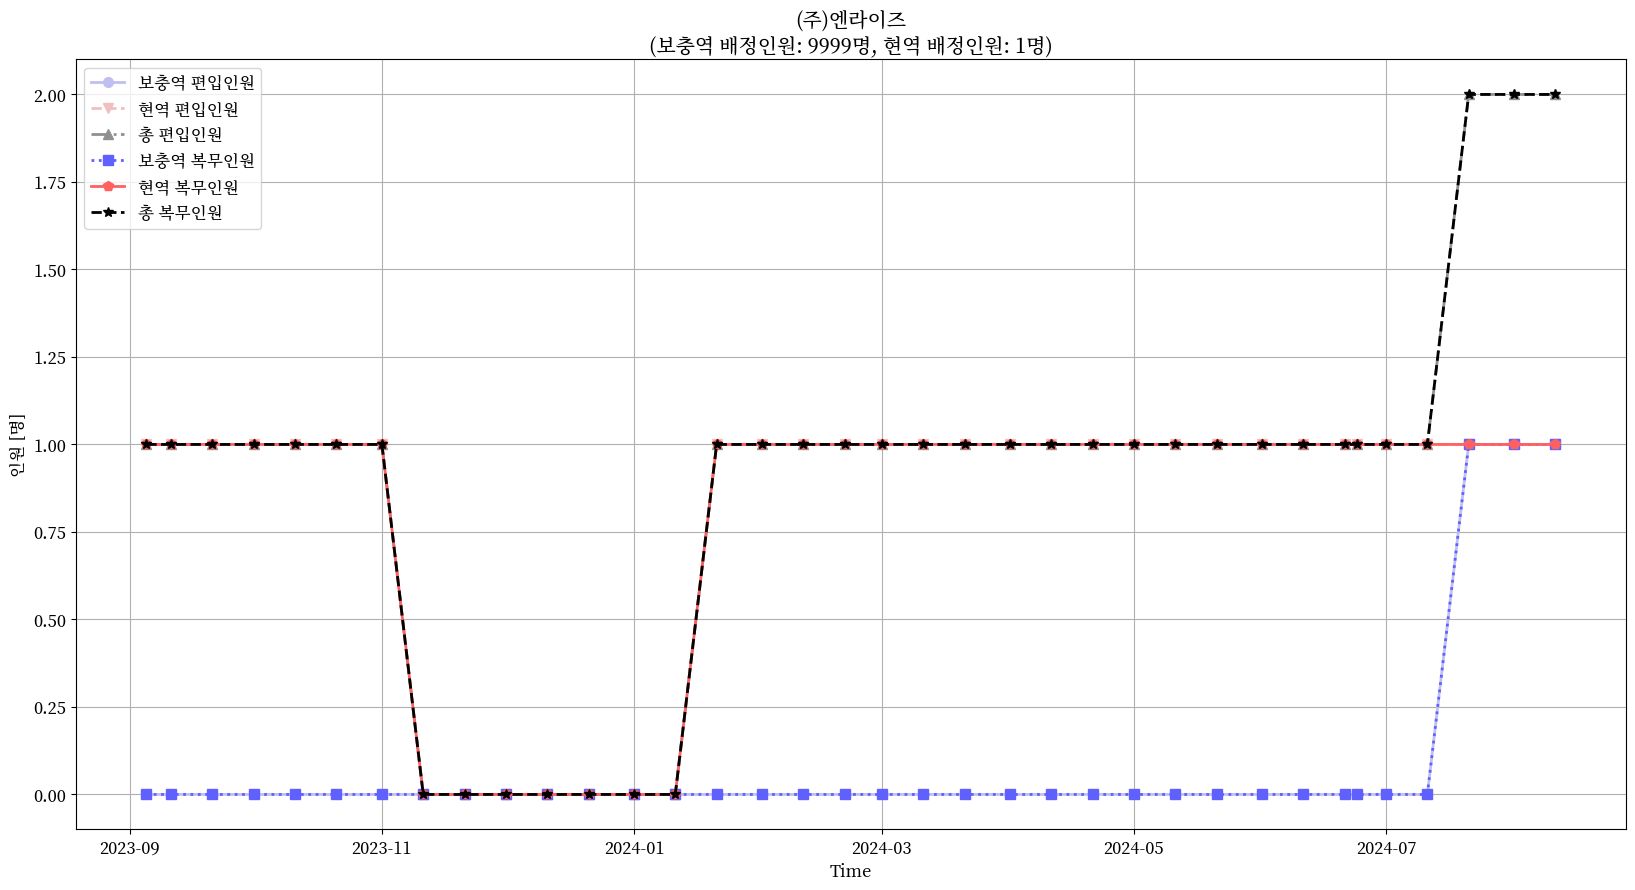 (주)엔라이즈
(보충역 배정인원: 9999명, 현역 배정인원: 1명)
보충역 편입인원
현역 편입인원
총 편입인원
보충역 복무인원
현역 복무인원
총 복무인원
2.00
1.75
1.50
1.25
1.00
0.75
0.50
0.25
0.00
인원 [명]
2023-09 2023-11 2024-01 2024-03 2024-05 2024-07
Time